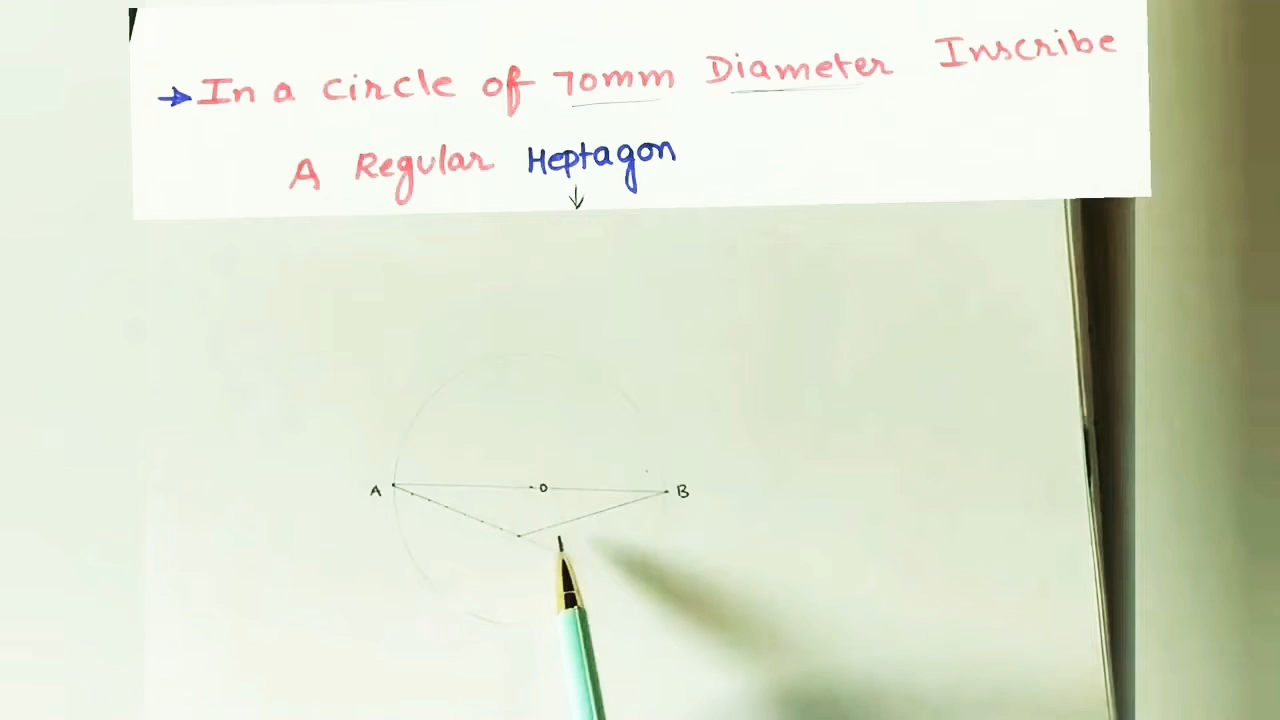 → In a circle of 70mm Diameter Inscribe
A Regular Heptagon
A O B